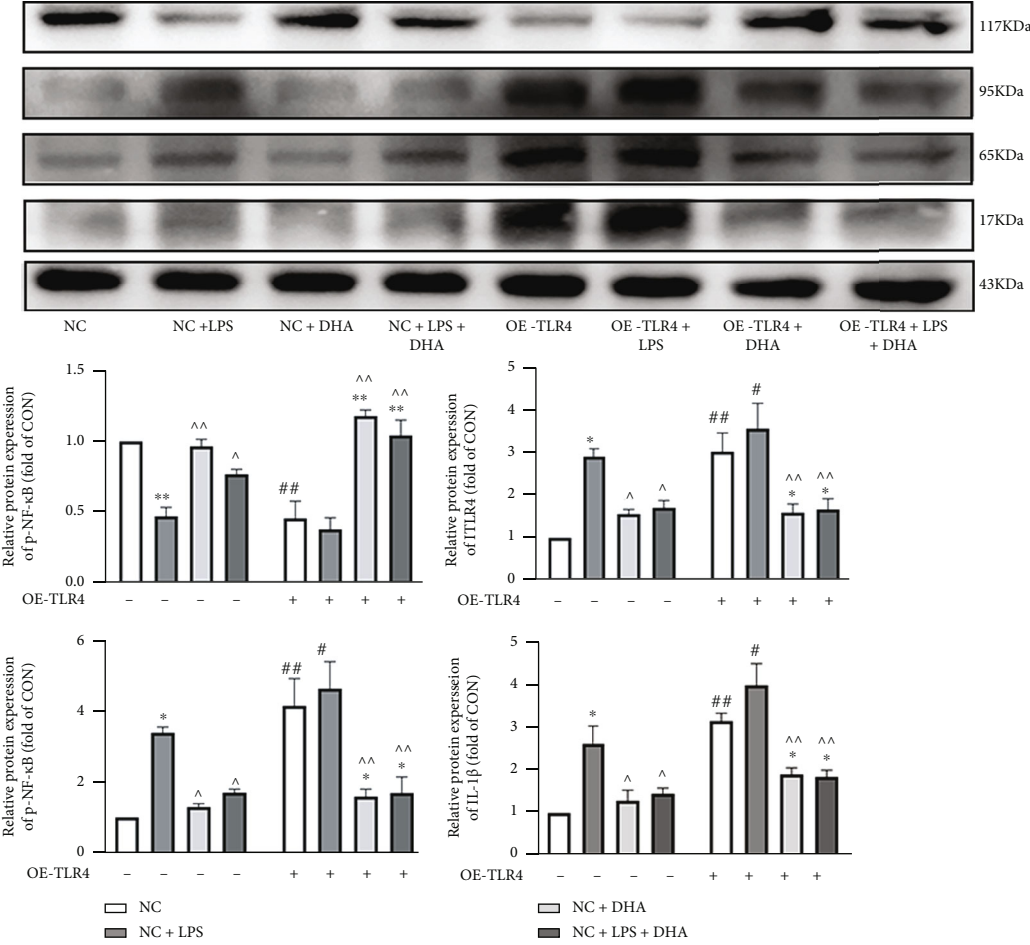 117KDa
95KDa
65KDa
17KDa
43KDa
NC
NC +LPS
NC + DHA
NC + LPS +
DHA
OE -TLR4
OE -TLR4 +
LPS
OE -TLR4 +
DHA
OE -TLR4 + LPS
+ DHA
Relative protein experession
of p-NF-κB (fold of CON)
1.5
1.0
0.5
0.0
**
^^
^
##
^^
**
^^
**
OE-TLR4 – – – – + + + +
Relative protein experssion
of ITLR4 (fold of CON)
5
4
3
2
1
0
*
^
^
##
#
^^
*
^^
*
OE-TLR4 – – – – + + + +
Relative protein experession
of p-NF-κB (fold of CON)
6
4
2
0
*
^
^
##
#
^^
*
^^
*
OE-TLR4 – – – – + + + +
Relative protein expersseion
of IL-1β (fold of CON)
5
4
3
2
1
0
*
^
^
##
#
^^
*
^^
*
OE-TLR4 – – – – + + + +
NC
NC + LPS
NC + DHA
NC + LPS + DHA